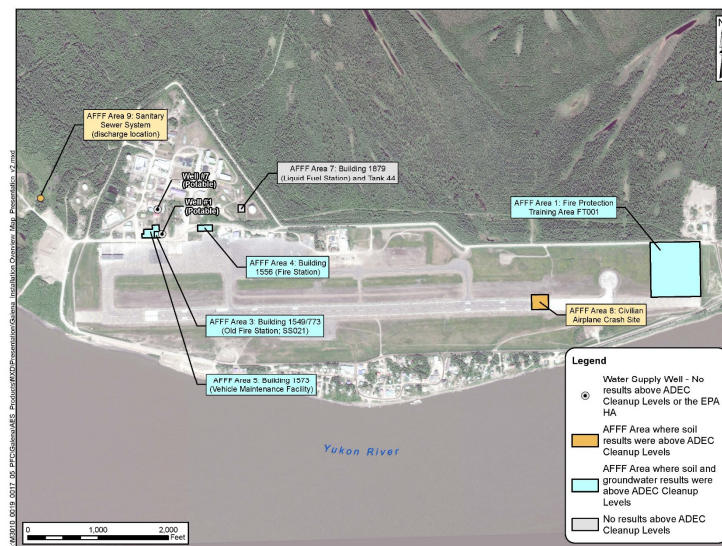 AFFF Area 9: Sanitary
Sewer System
(discharge location)
Well #7
(Potable)
Well #1
(Potable)
AFFF Area 7: Building 1879
(Liquid Fuel Station) and Tank 44
AFFF Area 1: Fire Protection
Training Area FT001
AFFF Area 4: Building
1556 (Fire Station)
AFFF Area 3: Building 1549/773
(Old Fire Station; SS021)
AFFF Area 8: Civilian
Airplane Crash Site
AFFF Area 5: Building 1573
(Vehicle Maintenance Facility)
Yukon River
Legend
Water Supply Well - No
results above ADEC
Cleanup Levels or the EPA
HA
AFFF Area where soil
results were above ADEC
Cleanup Levels
AFFF Area where soil and
groundwater results were
above ADEC Cleanup
Levels
No results above ADEC
Cleanup Levels
0 1,000 2,000
Feet